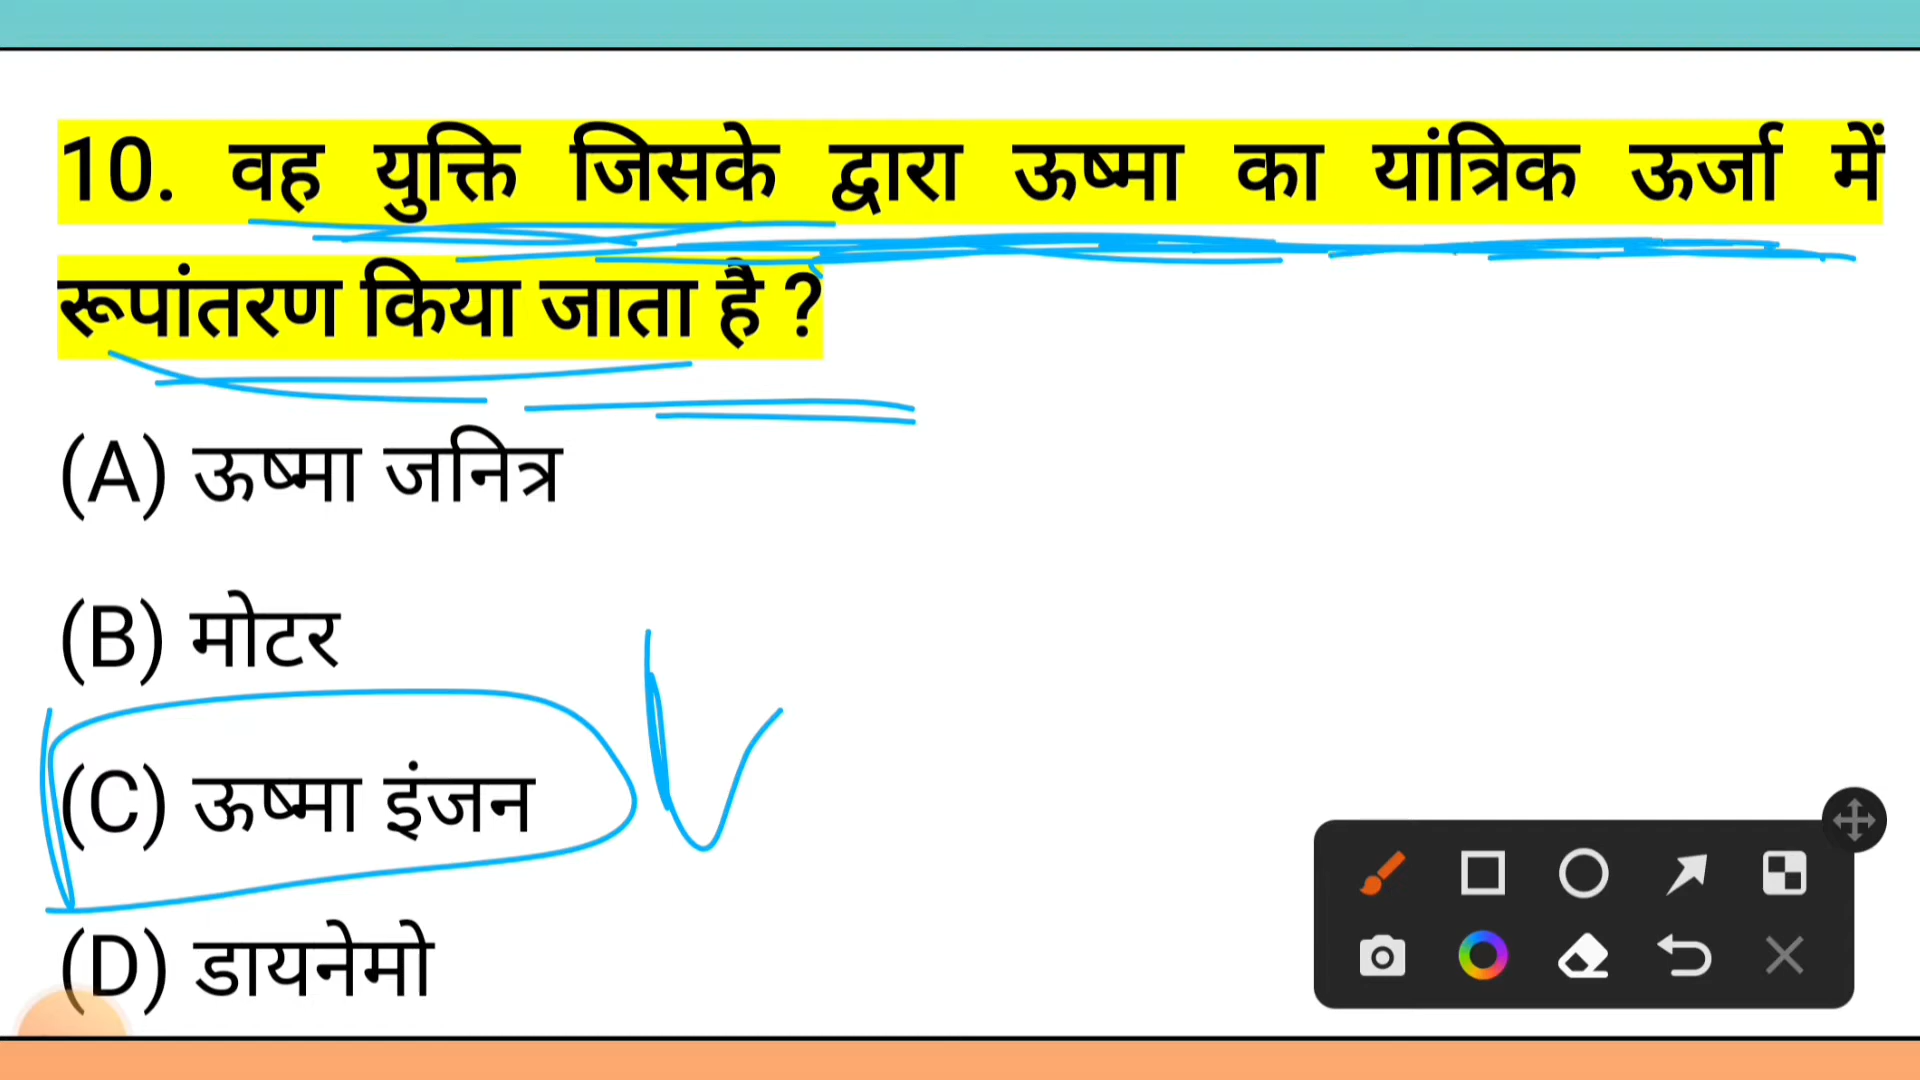 10. वह युक्ति जिसके द्वारा ऊष्मा का यांत्रिक ऊर्जा में
रूपांतरण किया जाता है ?
(A) ऊष्मा जनित्र
(B) मोटर
(C) ऊष्मा इंजन
(D) डायनेमो